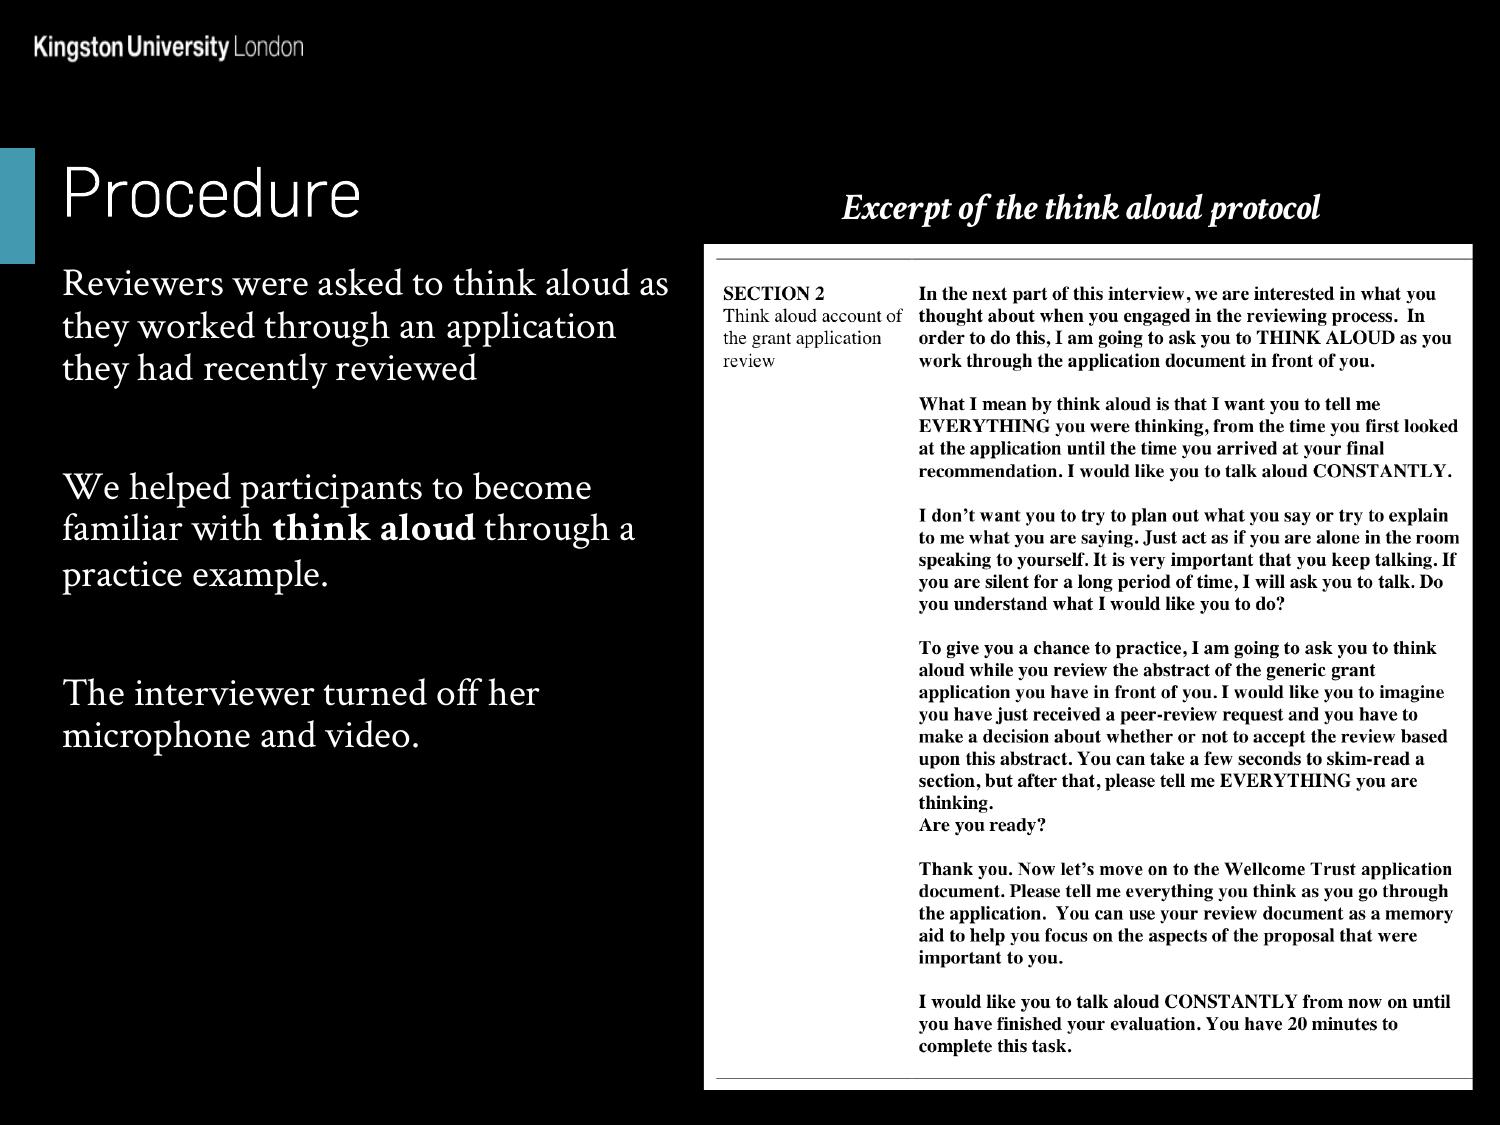 Kingston University London
Procedure
Reviewers were asked to think aloud as
they worked through an application
they had recently reviewed
We helped participants to become
familiar with think aloud through a
practice example.
The interviewer turned off her
microphone and video.
Excerpt of the think aloud protocol
SECTION 2
Think aloud account of
the grant application
review
In the next part of this interview, we are interested in what you
thought about when you engaged in the reviewing process.  In
order to do this, I am going to ask you to THINK ALOUD as you
work through the application document in front of you.
What I mean by think aloud is that I want you to tell me
EVERYTHING you were thinking, from the time you first looked
at the application until the time you arrived at your final
recommendation. I would like you to talk aloud CONSTANTLY.
I don’t want you to try to plan out what you say or try to explain
to me what you are saying. Just act as if you are alone in the room
speaking to yourself. It is very important that you keep talking. If
you are silent for a long period of time, I will ask you to talk. Do
you understand what I would like you to do?
To give you a chance to practice, I am going to ask you to think
aloud while you review the abstract of the generic grant
application you have in front of you. I would like you to imagine
you have just received a peer-review request and you have to
make a decision about whether or not to accept the review based
upon this abstract. You can take a few seconds to skim-read a
section, but after that, please tell me EVERYTHING you are
thinking.
Are you ready?
Thank you. Now let’s move on to the Wellcome Trust application
document. Please tell me everything you think as you go through
the application.  You can use your review document as a memory
aid to help you focus on the aspects of the proposal that were
important to you.
I would like you to talk aloud CONSTANTLY from now on until
you have finished your evaluation. You have 20 minutes to
complete this task.